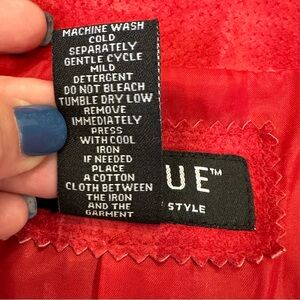 MACHINE WASH
COLD
SEPARATELY
GENTLE CYCLE
MILD
DETERGENT
DO NOT BLEACH
TUMBLE DRY LOW
REMOVE
IMMEDIATELY
PRESS
WITH COOL
IRON
IF NEEDED
PLACE
A COTTON
CLOTH BETWEEN
THE IRON
AND THE
GARMENT
UE™
STYLE